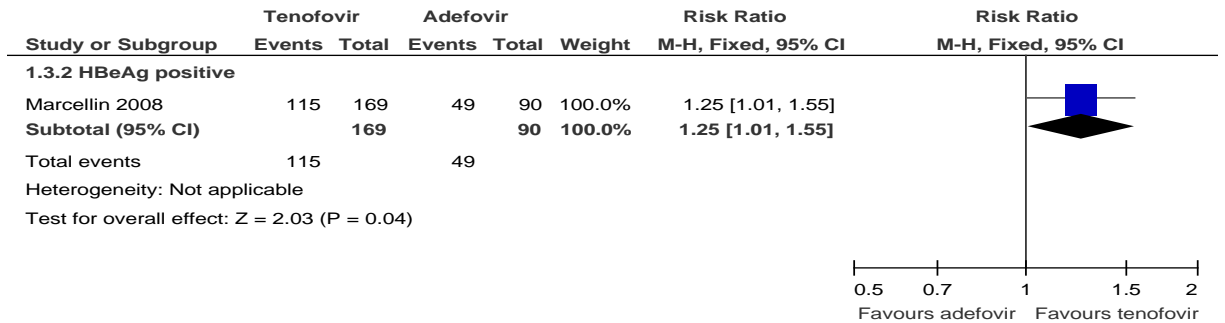 Tenofovir Adefovir Risk Ratio Risk Ratio
Study or Subgroup Events Total Events Total Weight M-H, Fixed, 95% CI M-H, Fixed, 95% CI
1.3.2 HBeAg positive
Marcellin 2008 115 169 49 90 100.0% 1.25 [1.01, 1.55]
Subtotal (95% CI) 169 90 100.0% 1.25 [1.01, 1.55]
Total events 115 49
Heterogeneity: Not applicable
Test for overall effect: Z = 2.03 (P = 0.04)
0.5 0.7 1 1.5 2
Favours adefovir Favours tenofovir